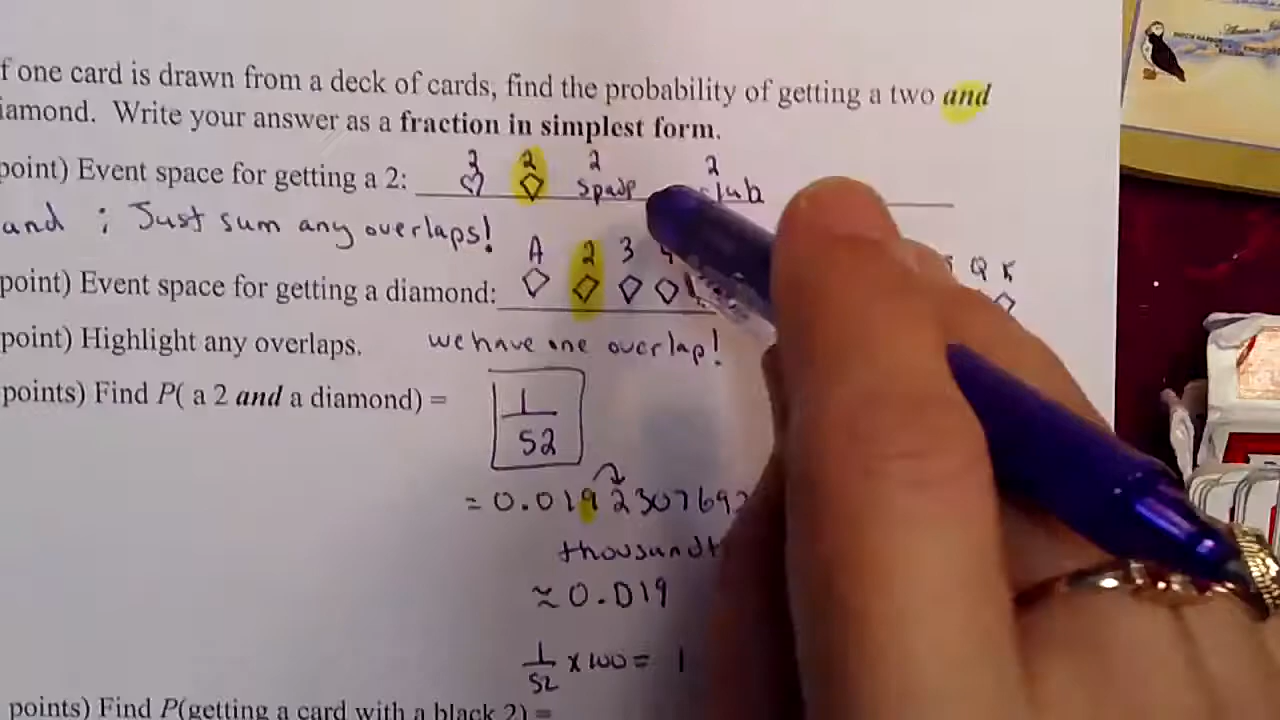 f one card is drawn from a deck of cards, find the probability of getting a two and
iamond. Write your answer as a fraction in simplest form.
2 2 2 2
point) Event space for getting a 2: ♡ ◇ spade club
and ; Just sum any overlaps!
A 2 3 4 Q K
point) Event space for getting a diamond: ◇ ◇ ◇ ◇ ◇
point) Highlight any overlaps. we have one overlap!
points) Find P( a 2 and a diamond) = 1/52
= 0.0192307692
thousandt
≈ 0.019
1/52 x 100 = 1
points) Find P(getting a card with a black 2) =